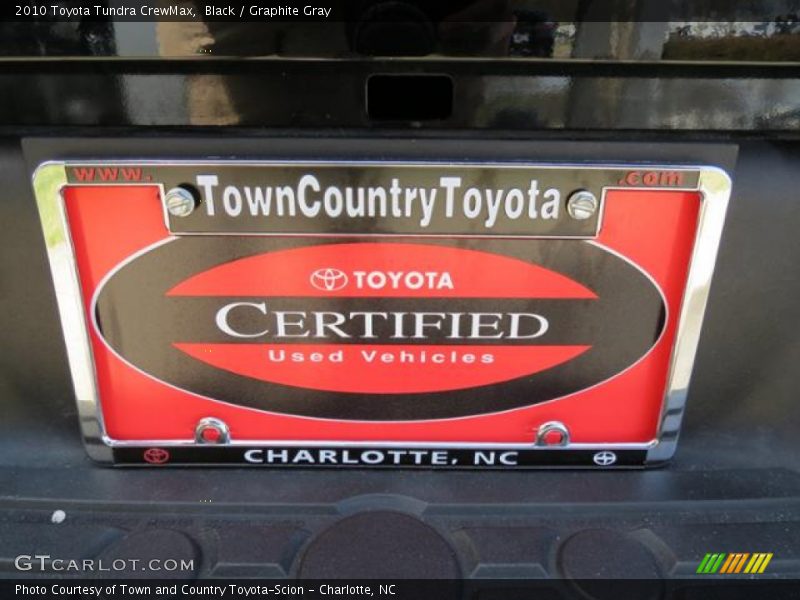 2010 Toyota Tundra CrewMax, Black / Graphite Gray
www. TownCountryToyota .com
TOYOTA
CERTIFIED
Used Vehicles
CHARLOTTE, NC
GTCARLOT.COM
Photo Courtesy of Town and Country Toyota-Scion - Charlotte, NC